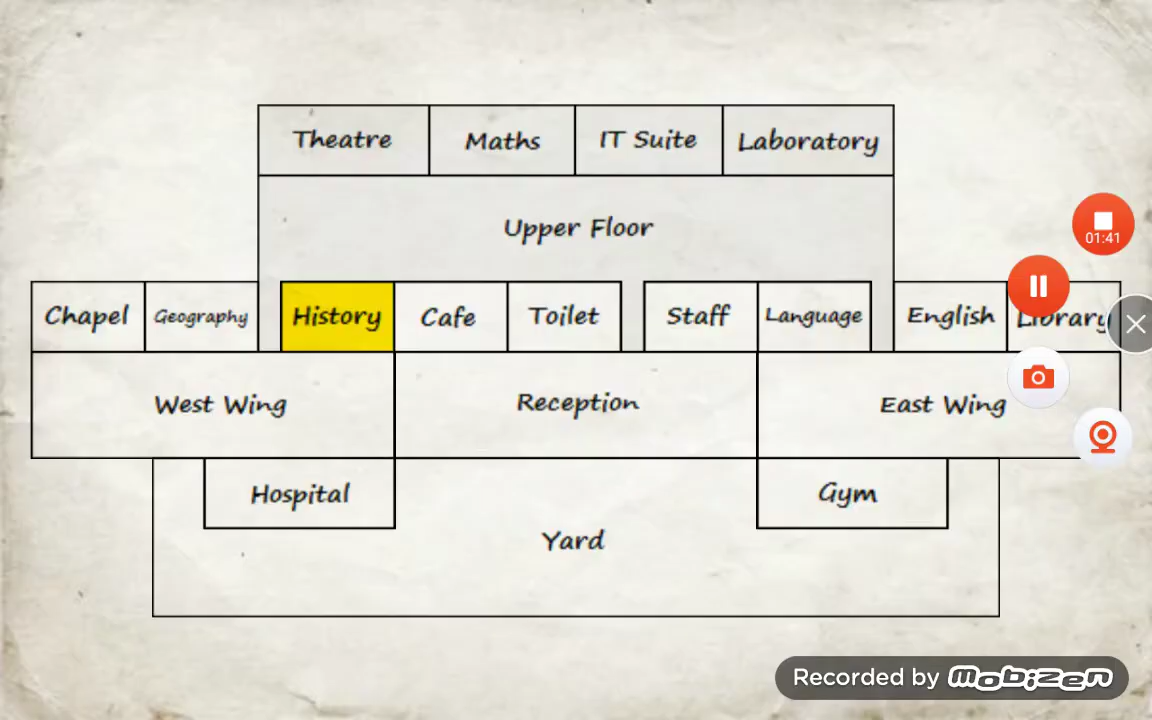 Theatre Maths IT Suite Laboratory
Upper Floor
01:41
Chapel Geography History Cafe Toilet Staff Language English Library
West Wing Reception East Wing
Hospital Gym
Yard
Recorded by mobizen